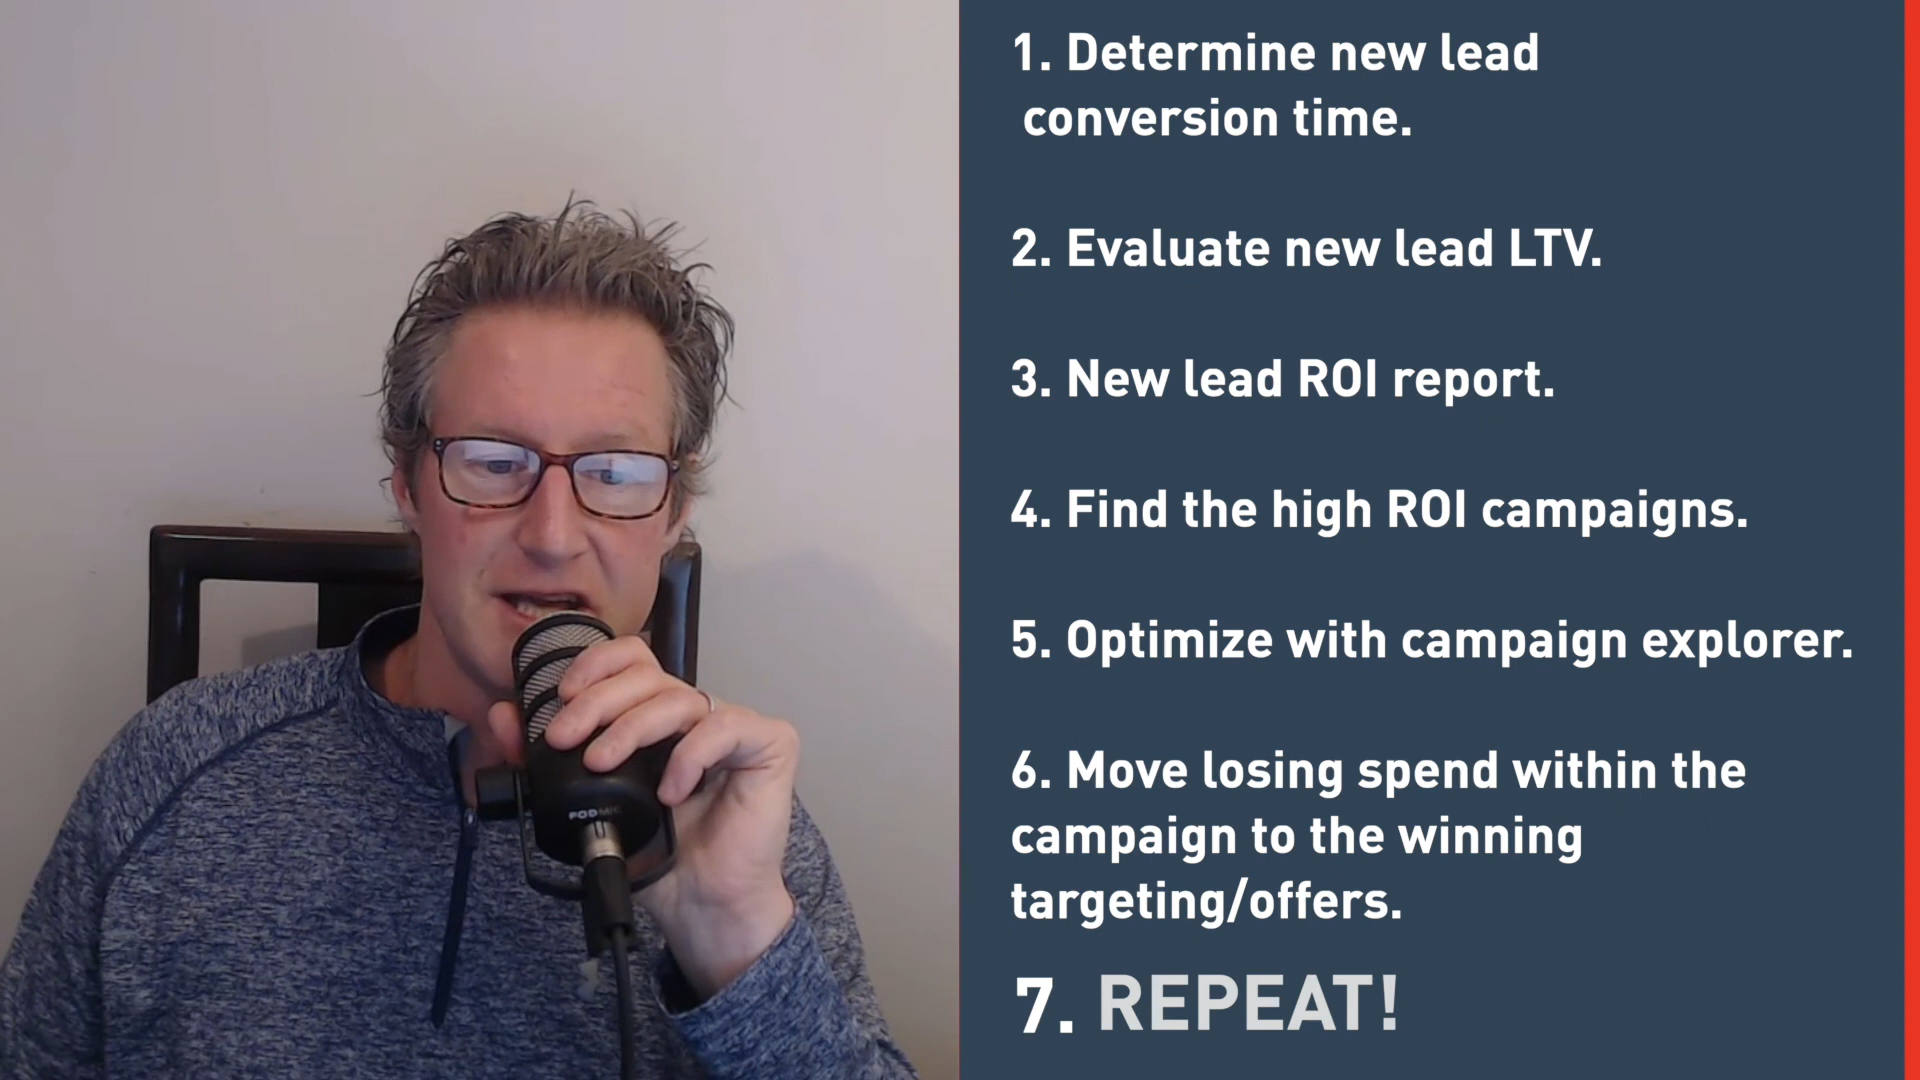 1. Determine new lead
conversion time.
2. Evaluate new lead LTV.
3. New lead ROI report.
4. Find the high ROI campaigns.
5. Optimize with campaign explorer.
6. Move losing spend within the
campaign to the winning
targeting/offers.
7. REPEAT!
PODMIC